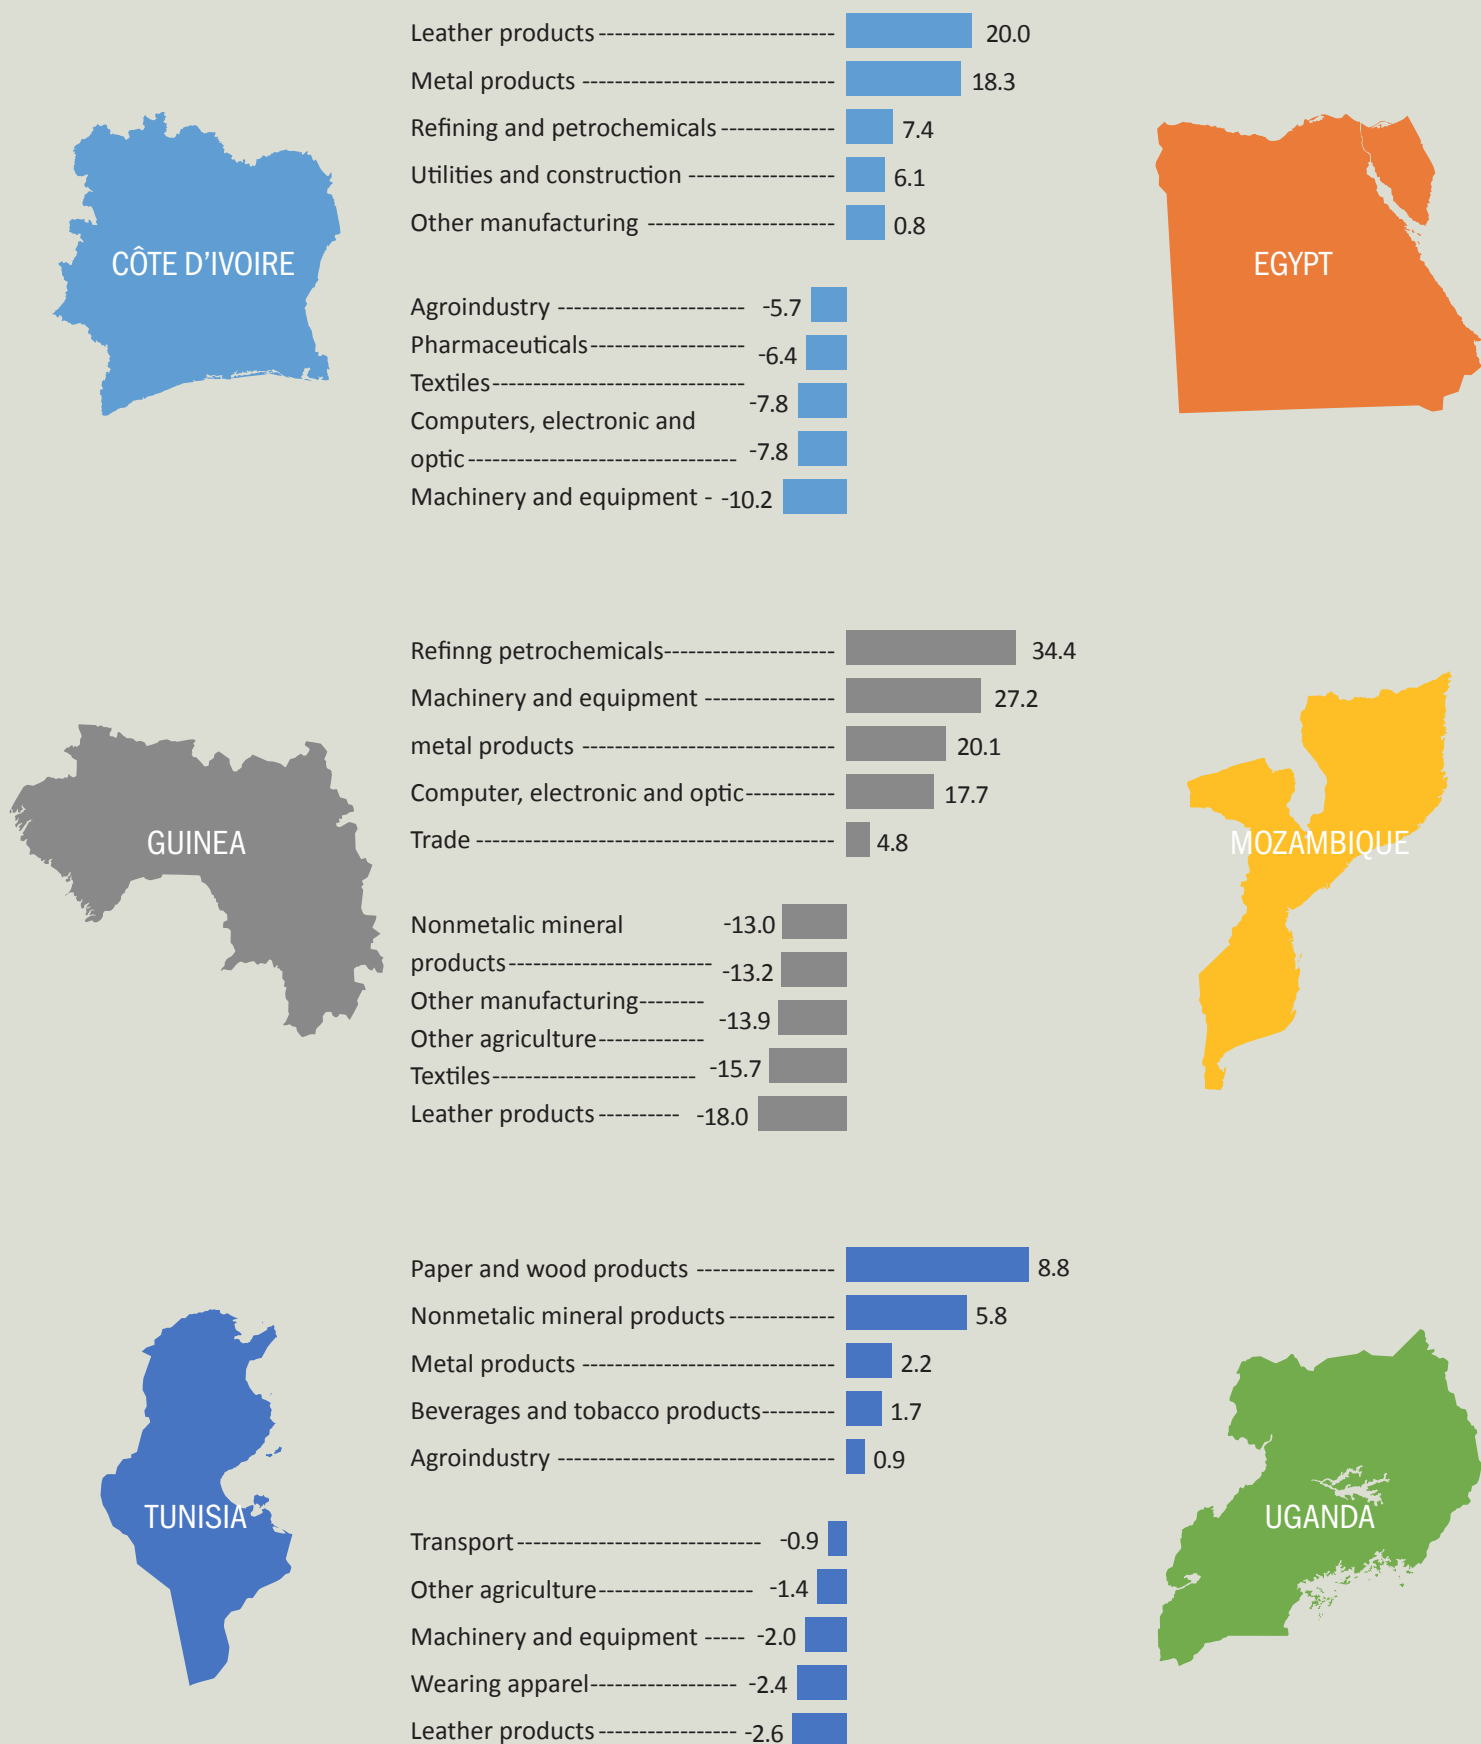 Leather products 20.0
Metal products 18.3
Refining and petrochemicals 7.4
Utilities and construction 6.1
Other manufacturing 0.8
CÔTE D'IVOIRE
EGYPT
Agroindustry -5.7
Pharmaceuticals -6.4
Textiles -7.8
Computers, electronic and
optic -7.8
Machinery and equipment -10.2
Refinng petrochemicals 34.4
Machinery and equipment 27.2
metal products 20.1
Computer, electronic and optic 17.7
Trade 4.8
GUINEA
MOZAMBIQUE
Nonmetalic mineral -13.0
products -13.2
Other manufacturing -13.9
Other agriculture
Textiles -15.7
Leather products -18.0
Paper and wood products 8.8
Nonmetalic mineral products 5.8
Metal products 2.2
Beverages and tobacco products 1.7
Agroindustry 0.9
TUNISIA
UGANDA
Transport -0.9
Other agriculture -1.4
Machinery and equipment -2.0
Wearing apparel -2.4
Leather products -2.6